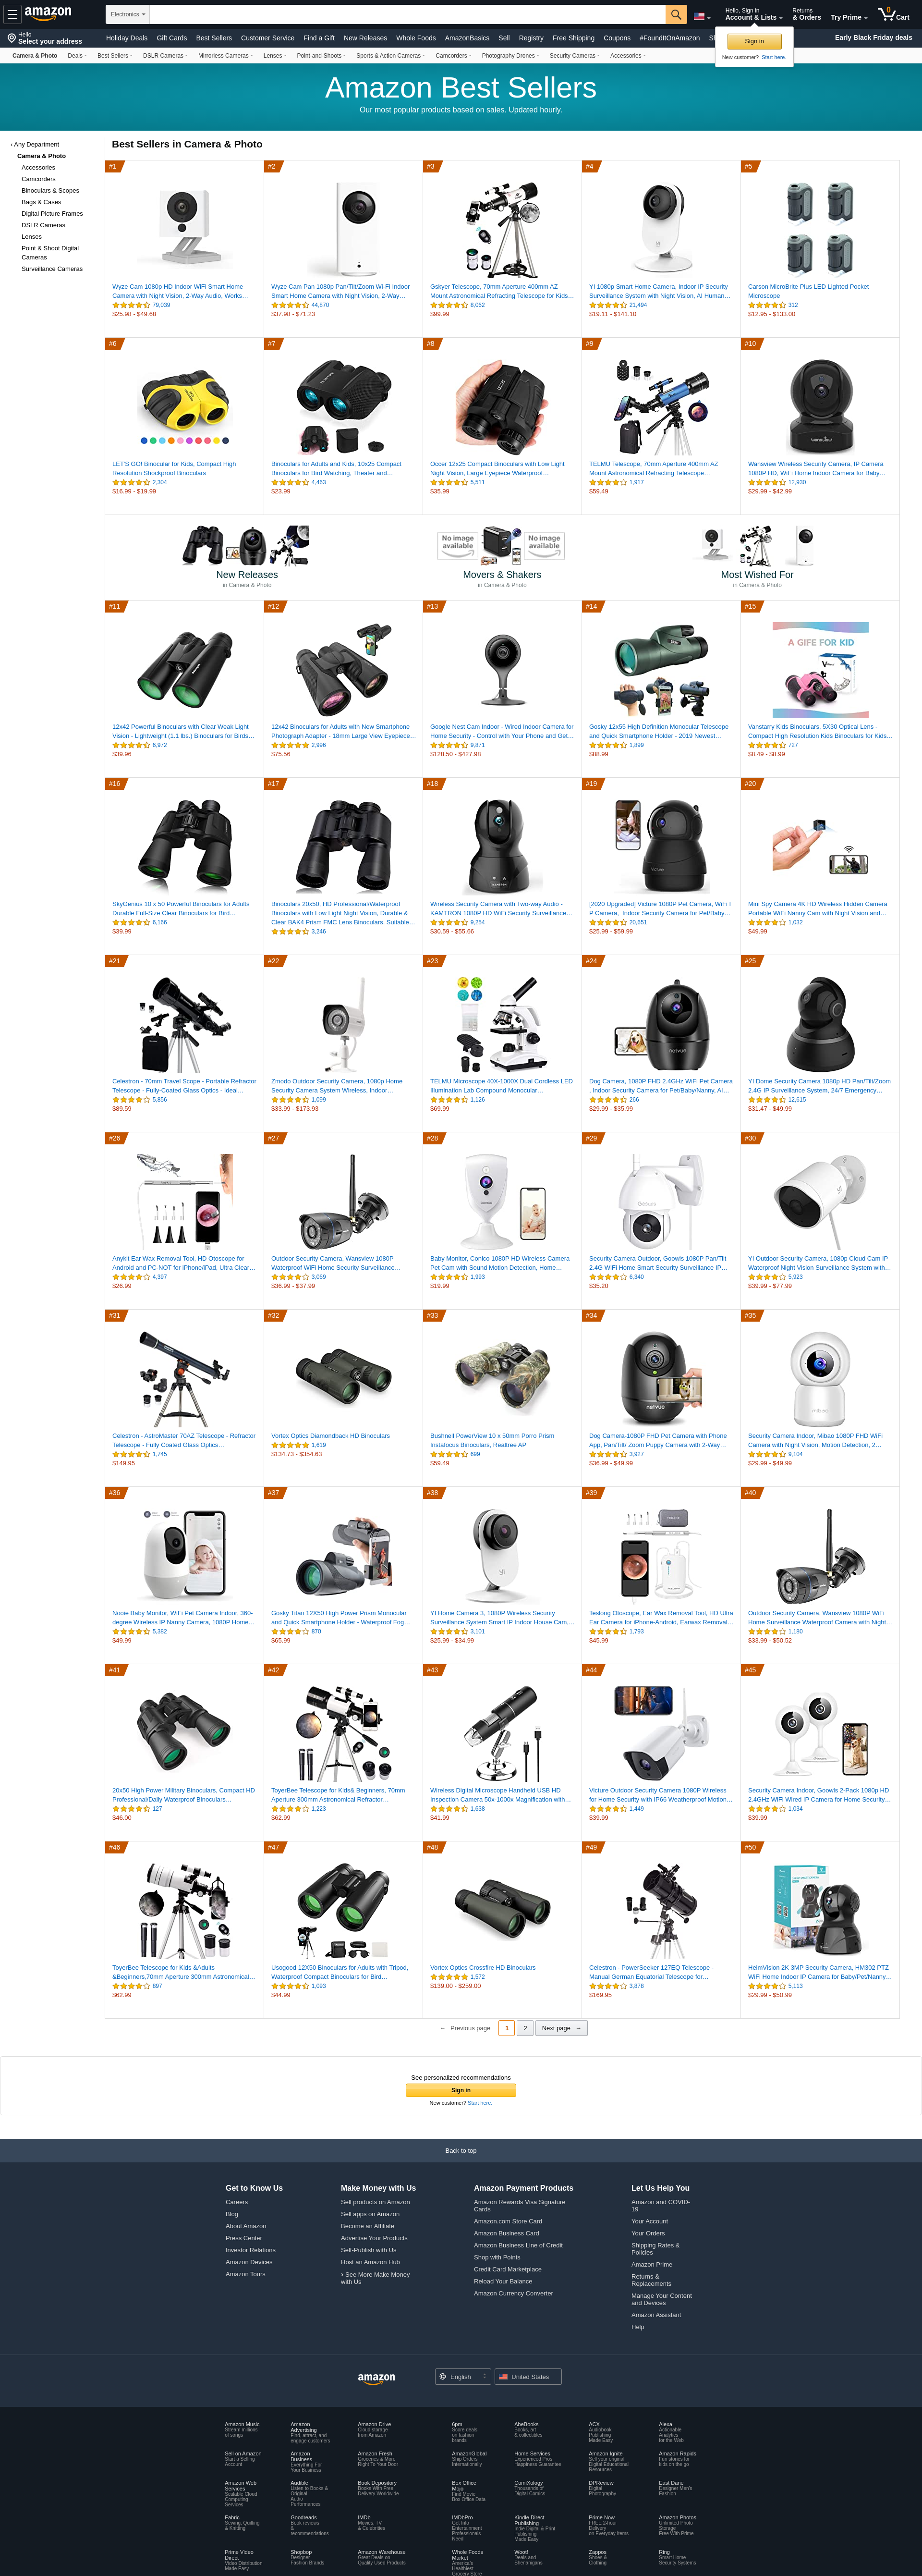 Hello
Select your address
amazon
Electronics
Hello, Sign in
Account & Lists
Returns
& Orders
Try Prime
0
Cart
Holiday Deals
Gift Cards
Best Sellers
Customer Service
Find a Gift
New Releases
Whole Foods
AmazonBasics
Sell
Registry
Free Shipping
Coupons
#FoundItOnAmazon
Early Black Friday deals
Sign in
New customer? Start here.
Camera & Photo
Deals
Best Sellers
DSLR Cameras
Mirrorless Cameras
Lenses
Point-and-Shoots
Sports & Action Cameras
Camcorders
Photography Drones
Security Cameras
Accessories
Amazon Best Sellers
Our most popular products based on sales. Updated hourly.
‹ Any Department
Camera & Photo
Accessories
Camcorders
Binoculars & Scopes
Bags & Cases
Digital Picture Frames
DSLR Cameras
Lenses
Point & Shoot Digital
Cameras
Surveillance Cameras
Best Sellers in Camera & Photo
#1
Wyze Cam 1080p HD Indoor WiFi Smart Home
Camera with Night Vision, 2-Way Audio, Works…
79,039
$25.98 - $49.68
#2
Wyze Cam Pan 1080p Pan/Tilt/Zoom Wi-Fi Indoor
Smart Home Camera with Night Vision, 2-Way…
44,870
$37.98 - $71.23
#3
Gskyer Telescope, 70mm Aperture 400mm AZ
Mount Astronomical Refracting Telescope for Kids…
8,062
$99.99
#4
YI 1080p Smart Home Camera, Indoor IP Security
Surveillance System with Night Vision, AI Human…
21,494
$19.11 - $141.10
#5
Carson MicroBrite Plus LED Lighted Pocket
Microscope
312
$12.95 - $133.00
#6
LET'S GO! Binocular for Kids, Compact High
Resolution Shockproof Binoculars
2,304
$16.99 - $19.99
#7
Binoculars for Adults and Kids, 10x25 Compact
Binoculars for Bird Watching, Theater and…
4,463
$23.99
#8
Occer 12x25 Compact Binoculars with Low Light
Night Vision, Large Eyepiece Waterproof…
5,511
$35.99
#9
TELMU Telescope, 70mm Aperture 400mm AZ
Mount Astronomical Refracting Telescope…
1,917
$59.49
#10
Wansview Wireless Security Camera, IP Camera
1080P HD, WiFi Home Indoor Camera for Baby…
12,930
$29.99 - $42.99
No image
available
No image
available
New Releases
in Camera & Photo
Movers & Shakers
in Camera & Photo
Most Wished For
in Camera & Photo
#11
12x42 Powerful Binoculars with Clear Weak Light
Vision - Lightweight (1.1 lbs.) Binoculars for Birds…
6,972
$39.96
#12
12x42 Binoculars for Adults with New Smartphone
Photograph Adapter - 18mm Large View Eyepiece…
2,996
$75.56
#13
Google Nest Cam Indoor - Wired Indoor Camera for
Home Security - Control with Your Phone and Get…
9,871
$128.50 - $427.98
#14
Gosky 12x55 High Definition Monocular Telescope
and Quick Smartphone Holder - 2019 Newest…
1,899
$88.99
#15
A GIFE FOR KID
Vanstarry Kids Binoculars, 5X30 Optical Lens -
Compact High Resolution Kids Binoculars for Kids…
727
$8.49 - $8.99
#16
SkyGenius 10 x 50 Powerful Binoculars for Adults
Durable Full-Size Clear Binoculars for Bird…
6,166
$39.99
#17
Binoculars 20x50, HD Professional/Waterproof
Binoculars with Low Light Night Vision, Durable &
Clear BAK4 Prism FMC Lens Binoculars, Suitable…
3,246
#18
Wireless Security Camera with Two-way Audio -
KAMTRON 1080P HD WiFi Security Surveillance…
9,254
$30.59 - $55.66
#19
[2020 Upgraded] Victure 1080P Pet Camera, WiFi I
P Camera, Indoor Security Camera for Pet/Baby…
20,651
$25.99 - $59.99
#20
Mini Spy Camera 4K HD Wireless Hidden Camera
Portable WiFi Nanny Cam with Night Vision and…
1,032
$49.99
#21
Celestron - 70mm Travel Scope - Portable Refractor
Telescope - Fully-Coated Glass Optics - Ideal…
5,856
$89.59
#22
Zmodo Outdoor Security Camera, 1080p Home
Security Camera System Wireless, Indoor…
1,099
$33.99 - $173.93
#23
TELMU Microscope 40X-1000X Dual Cordless LED
Illumination Lab Compound Monocular…
1,126
$69.99
#24
netvue
Dog Camera, 1080P FHD 2.4GHz WiFi Pet Camera
, Indoor Security Camera for Pet/Baby/Nanny, AI…
266
$29.99 - $35.99
#25
YI Dome Security Camera 1080p HD Pan/Tilt/Zoom
2.4G IP Surveillance System, 24/7 Emergency…
12,615
$31.47 - $49.99
#26
Anykit Ear Wax Removal Tool, HD Otoscope for
Android and PC-NOT for iPhone/iPad, Ultra Clear…
4,397
$26.99
#27
Outdoor Security Camera, Wansview 1080P
Waterproof WiFi Home Security Surveillance…
3,069
$36.99 - $37.99
#28
Baby Monitor, Conico 1080P HD Wireless Camera
Pet Cam with Sound Motion Detection, Home…
1,993
$19.99
#29
Security Camera Outdoor, Goowls 1080P Pan/Tilt
2.4G WiFi Home Smart Security Surveillance IP…
6,340
$35.20
#30
YI Outdoor Security Camera, 1080p Cloud Cam IP
Waterproof Night Vision Surveillance System with…
5,923
$39.99 - $77.99
#31
Celestron - AstroMaster 70AZ Telescope - Refractor
Telescope - Fully Coated Glass Optics…
1,745
$149.95
#32
Vortex Optics Diamondback HD Binoculars
1,619
$134.73 - $354.63
#33
Bushnell PowerView 10 x 50mm Porro Prism
Instafocus Binoculars, Realtree AP
699
$59.49
#34
netvue
Dog Camera-1080P FHD Pet Camera with Phone
App, Pan/Tilt/ Zoom Puppy Camera with 2-Way…
3,927
$36.99 - $49.99
#35
Security Camera Indoor, Mibao 1080P FHD WiFi
Camera with Night Vision, Motion Detection, 2…
9,104
$29.99 - $49.99
#36
Nooie Baby Monitor, WiFi Pet Camera Indoor, 360-
degree Wireless IP Nanny Camera, 1080P Home…
5,382
$49.99
#37
Gosky Titan 12X50 High Power Prism Monocular
and Quick Smartphone Holder - Waterproof Fog…
870
$65.99
#38
YI Home Camera 3, 1080P Wireless Security
Surveillance System Smart IP Indoor House Cam,…
3,101
$25.99 - $34.99
#39
Teslong Otoscope, Ear Wax Removal Tool, HD Ultra
Ear Camera for iPhone-Android, Earwax Removal…
1,793
$45.99
#40
Outdoor Security Camera, Wansview 1080P WiFi
Home Surveillance Waterproof Camera with Night…
1,180
$33.99 - $50.52
#41
20x50 High Power Military Binoculars, Compact HD
Professional/Daily Waterproof Binoculars…
127
$46.00
#42
ToyerBee Telescope for Kids& Beginners, 70mm
Aperture 300mm Astronomical Refractor…
1,223
$62.99
#43
Wireless Digital Microscope Handheld USB HD
Inspection Camera 50x-1000x Magnification with…
1,638
$41.99
#44
Victure Outdoor Security Camera 1080P Wireless
for Home Security with IP66 Weatherproof Motion…
1,449
$39.99
#45
Security Camera Indoor, Goowls 2-Pack 1080p HD
2.4GHz WiFi Wired IP Camera for Home Security…
1,034
$39.99
#46
ToyerBee Telescope for Kids &Adults
&Beginners,70mm Aperture 300mm Astronomical…
897
$62.99
#47
Usogood 12X50 Binoculars for Adults with Tripod,
Waterproof Compact Binoculars for Bird…
1,093
$44.99
#48
Vortex Optics Crossfire HD Binoculars
1,572
$139.00 - $259.00
#49
Celestron - PowerSeeker 127EQ Telescope -
Manual German Equatorial Telescope for…
3,878
$169.95
#50
HeimVision 2K 3MP Security Camera, HM302 PTZ
WiFi Home Indoor IP Camera for Baby/Pet/Nanny…
5,113
$29.99 - $50.99
← Previous page
1
2
Next page →
See personalized recommendations
Sign in
New customer? Start here.
Back to top
Get to Know Us
Careers
Blog
About Amazon
Press Center
Investor Relations
Amazon Devices
Amazon Tours
Make Money with Us
Sell products on Amazon
Sell apps on Amazon
Become an Affiliate
Advertise Your Products
Self-Publish with Us
Host an Amazon Hub
› See More Make Money
with Us
Amazon Payment Products
Amazon Rewards Visa Signature
Cards
Amazon.com Store Card
Amazon Business Card
Amazon Business Line of Credit
Shop with Points
Credit Card Marketplace
Reload Your Balance
Amazon Currency Converter
Let Us Help You
Amazon and COVID-
19
Your Account
Your Orders
Shipping Rates &
Policies
Amazon Prime
Returns &
Replacements
Manage Your Content
and Devices
Amazon Assistant
Help
amazon
English
United States
Amazon Music
Stream millions
of songs
Amazon
Advertising
Find, attract, and
engage customers
Amazon Drive
Cloud storage
from Amazon
6pm
Score deals
on fashion
brands
AbeBooks
Books, art
& collectibles
ACX
Audiobook
Publishing
Made Easy
Alexa
Actionable
Analytics
for the Web
Sell on Amazon
Start a Selling
Account
Amazon
Business
Everything For
Your Business
Amazon Fresh
Groceries & More
Right To Your Door
AmazonGlobal
Ship Orders
Internationally
Home Services
Experienced Pros
Happiness Guarantee
Amazon Ignite
Sell your original
Digital Educational
Resources
Amazon Rapids
Fun stories for
kids on the go
Amazon Web
Services
Scalable Cloud
Computing
Services
Audible
Listen to Books &
Original
Audio
Performances
Book Depository
Books With Free
Delivery Worldwide
Box Office
Mojo
Find Movie
Box Office Data
ComiXology
Thousands of
Digital Comics
DPReview
Digital
Photography
East Dane
Designer Men's
Fashion
Fabric
Sewing, Quilting
& Knitting
Goodreads
Book reviews
&
recommendations
IMDb
Movies, TV
& Celebrities
IMDbPro
Get Info
Entertainment
Professionals
Need
Kindle Direct
Publishing
Indie Digital & Print
Publishing
Made Easy
Prime Now
FREE 2-hour
Delivery
on Everyday Items
Amazon Photos
Unlimited Photo
Storage
Free With Prime
Prime Video
Direct
Video Distribution
Made Easy
Shopbop
Designer
Fashion Brands
Amazon Warehouse
Great Deals on
Quality Used Products
Whole Foods
Market
America's
Healthiest
Grocery Store
Woot!
Deals and
Shenanigans
Zappos
Shoes &
Clothing
Ring
Smart Home
Security Systems